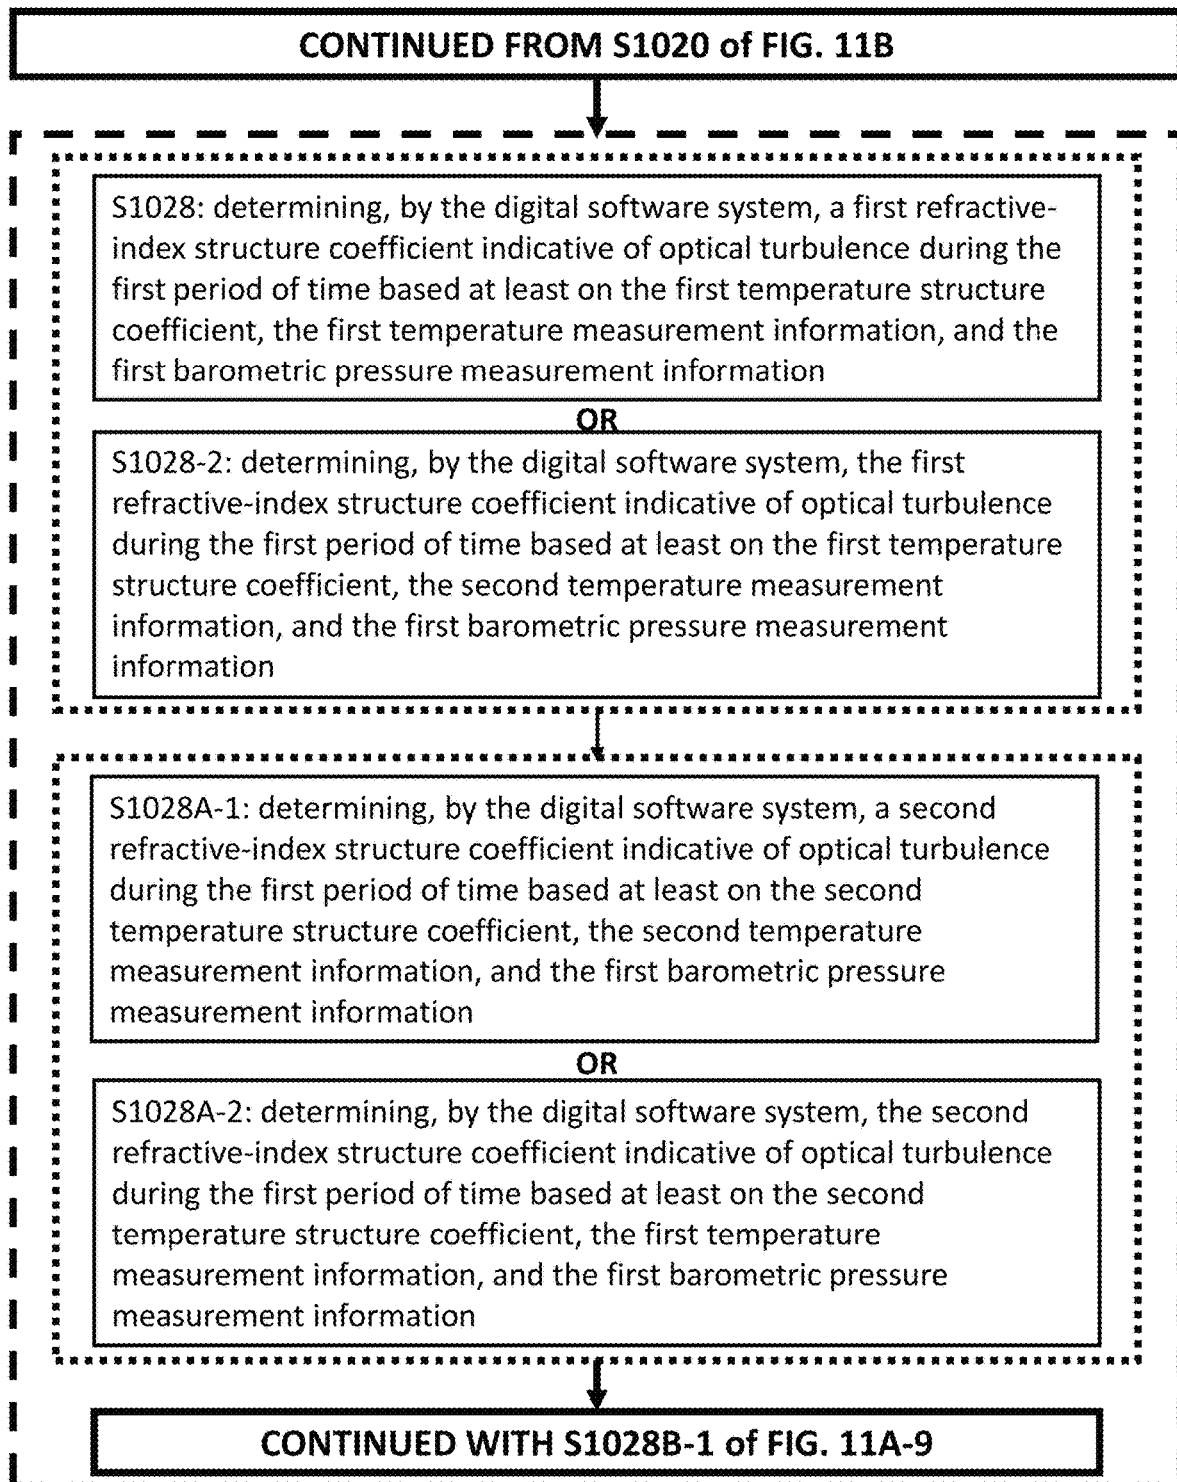 CONTINUED FROM S1020 of FIG. 11B
S1028: determining, by the digital software system, a first refractive-
index structure coefficient indicative of optical turbulence during the
first period of time based at least on the first temperature structure
coefficient, the first temperature measurement information, and the
first barometric pressure measurement information
OR
S1028-2: determining, by the digital software system, the first
refractive-index structure coefficient indicative of optical turbulence
during the first period of time based at least on the first temperature
structure coefficient, the second temperature measurement
information, and the first barometric pressure measurement
information
S1028A-1: determining, by the digital software system, a second
refractive-index structure coefficient indicative of optical turbulence
during the first period of time based at least on the second
temperature structure coefficient, the second temperature
measurement information, and the first barometric pressure
measurement information
OR
S1028A-2: determining, by the digital software system, the second
refractive-index structure coefficient indicative of optical turbulence
during the first period of time based at least on the second
temperature structure coefficient, the first temperature
measurement information, and the first barometric pressure
measurement information
CONTINUED WITH S1028B-1 of FIG. 11A-9